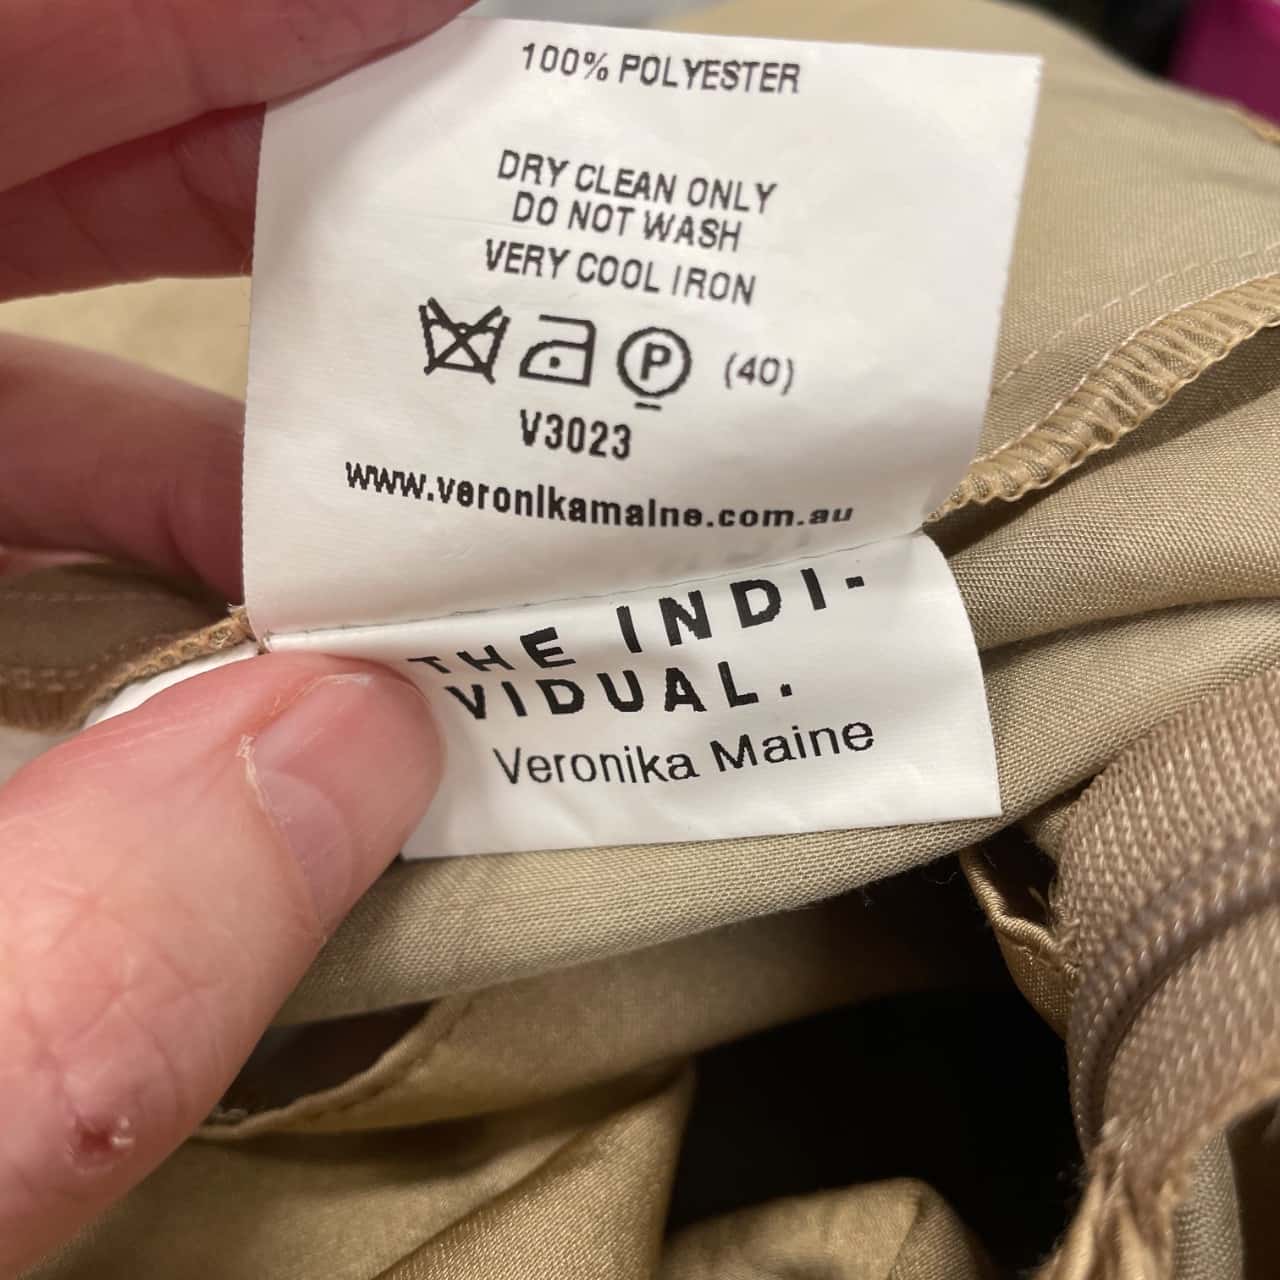 100% POLYESTER
DRY CLEAN ONLY
DO NOT WASH
VERY COOL IRON
P (40)
V3023
www.veronikamaine.com.au
THE INDI-
VIDUAL.
Veronika Maine